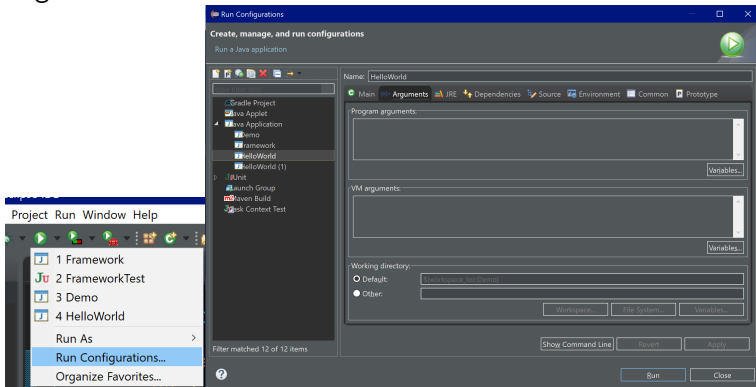 Run Configurations
Create, manage, and run configurations
Run a Java application
Name: HelloWorld
Main Arguments JRE Dependencies Source Environment Common Prototype
Gradle Project
Java Applet
Java Application
Demo
Framework
HelloWorld
HelloWorld (1)
JUnit
Launch Group
Maven Build
Task Context Test
Filter matched 12 of 12 items
Program arguments:
Variables...
VM arguments:
Variables...
Working directory:
Default: ${workspace_loc:Demo}
Other:
Workspace... File System... Variables...
Show Command Line Revert Apply
Run Close
Project Run Window Help
1 Framework
2 FrameworkTest
3 Demo
4 HelloWorld
Run As
Run Configurations...
Organize Favorites...